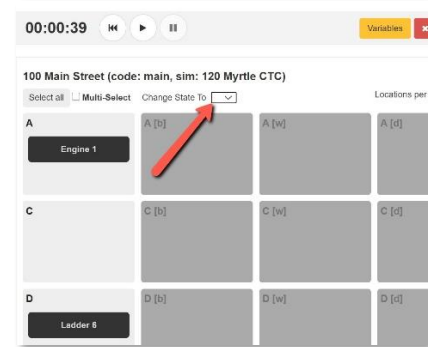 00:00:39 Variables
100 Main Street (code: main, sim: 120 Myrtle CTC)
Select all Multi-Select Change State To Locations per
A A [b] A [w] A [d]
Engine 1
C C [b] C [w] C [d]
D D [b] D [w] D [d]
Ladder 6